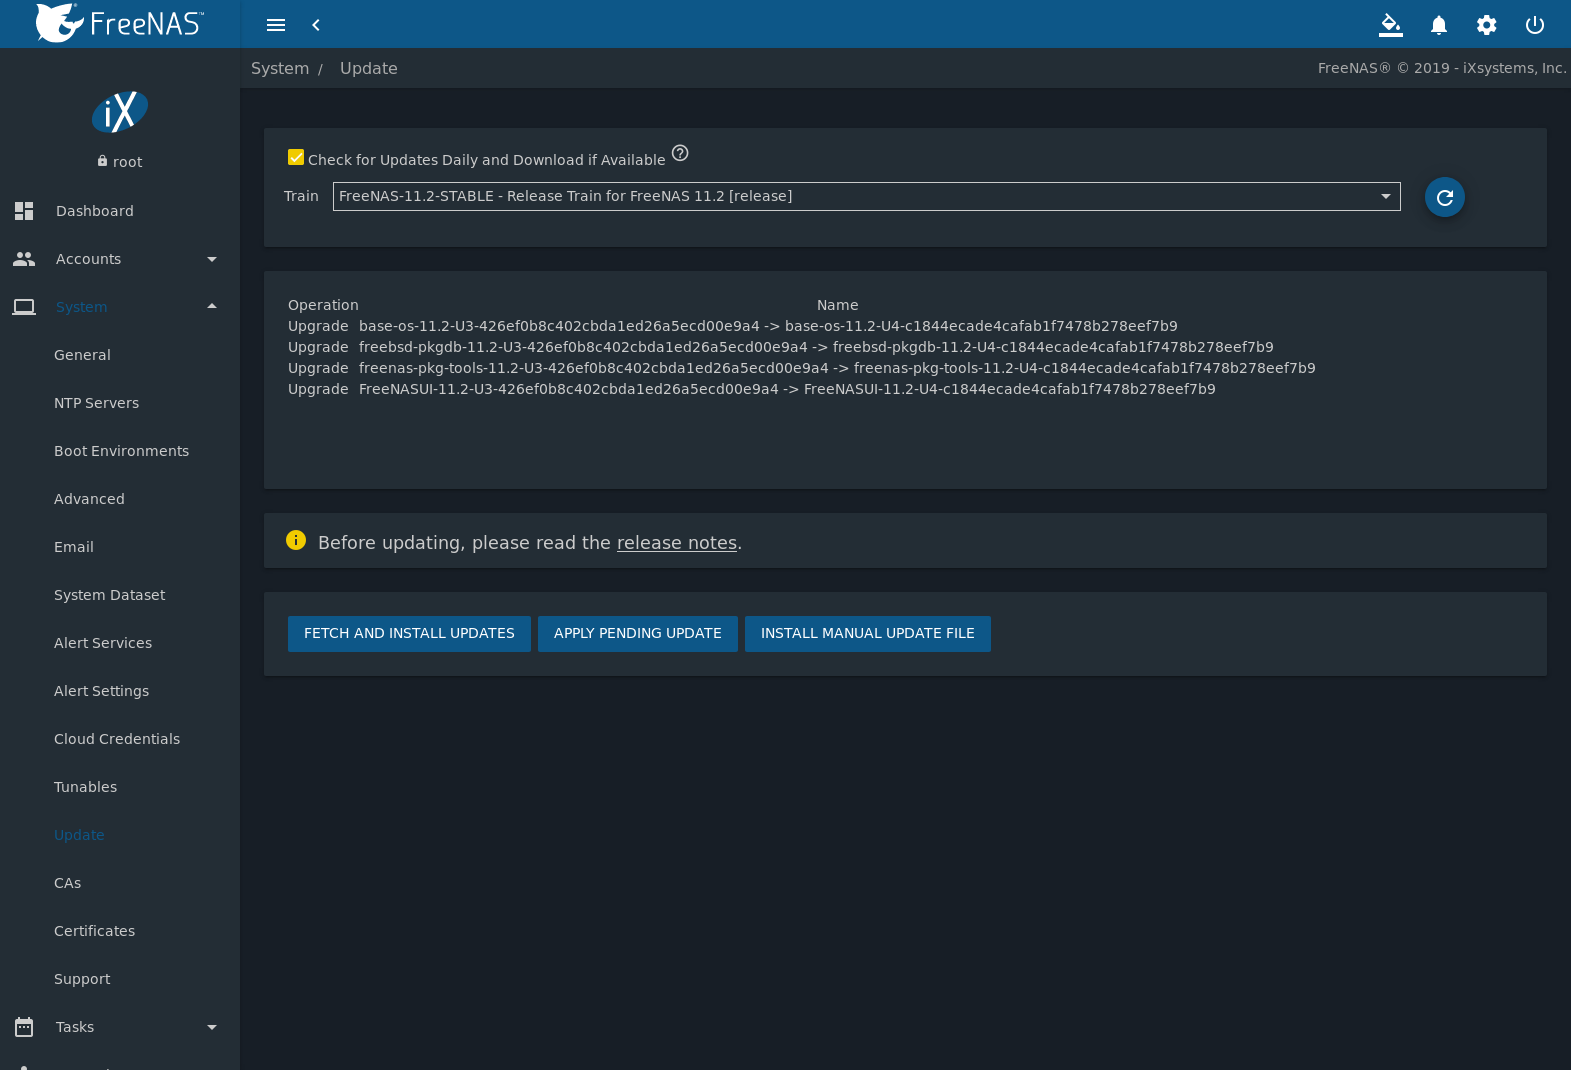 FreeNAS™
System / Update
FreeNAS® © 2019 - iXsystems, Inc.
iX
root
Dashboard
Accounts
System
General
NTP Servers
Boot Environments
Advanced
Email
System Dataset
Alert Services
Alert Settings
Cloud Credentials
Tunables
Update
CAs
Certificates
Support
Tasks
Check for Updates Daily and Download if Available
Train FreeNAS-11.2-STABLE - Release Train for FreeNAS 11.2 [release]
Operation Name
Upgrade base-os-11.2-U3-426ef0b8c402cbda1ed26a5ecd00e9a4 -> base-os-11.2-U4-c1844ecade4cafab1f7478b278eef7b9
Upgrade freebsd-pkgdb-11.2-U3-426ef0b8c402cbda1ed26a5ecd00e9a4 -> freebsd-pkgdb-11.2-U4-c1844ecade4cafab1f7478b278eef7b9
Upgrade freenas-pkg-tools-11.2-U3-426ef0b8c402cbda1ed26a5ecd00e9a4 -> freenas-pkg-tools-11.2-U4-c1844ecade4cafab1f7478b278eef7b9
Upgrade FreeNASUI-11.2-U3-426ef0b8c402cbda1ed26a5ecd00e9a4 -> FreeNASUI-11.2-U4-c1844ecade4cafab1f7478b278eef7b9
Before updating, please read the release notes.
FETCH AND INSTALL UPDATES
APPLY PENDING UPDATE
INSTALL MANUAL UPDATE FILE